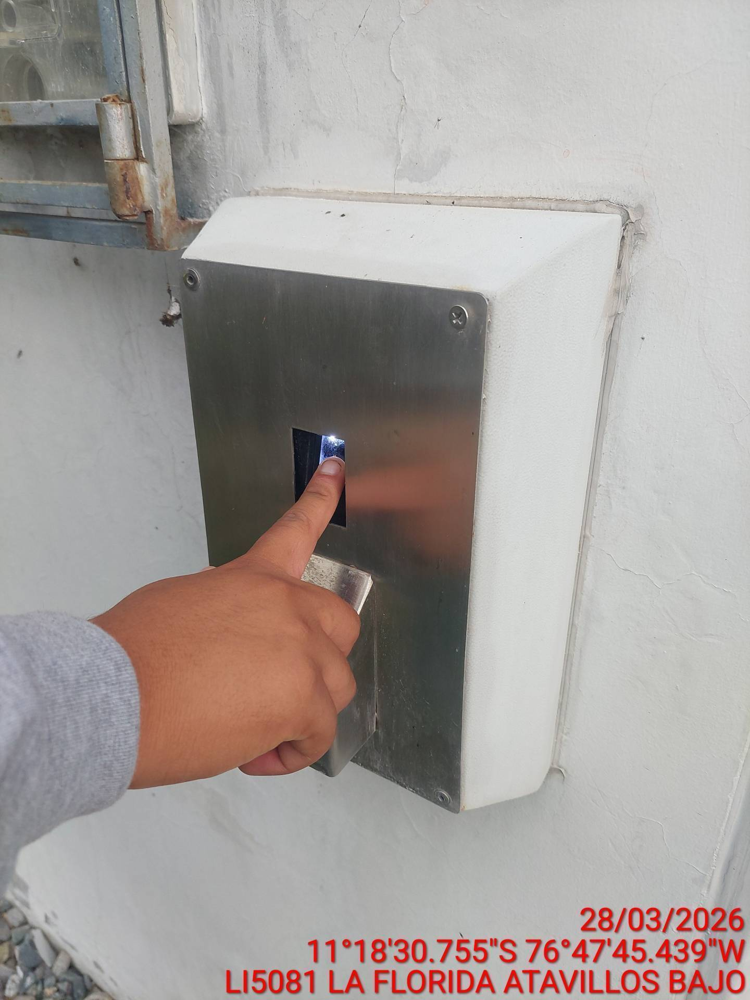 28/03/2026
11°18'30.755"S 76°47'45.439"W
LI5081 LA FLORIDA ATAVILLOS BAJO